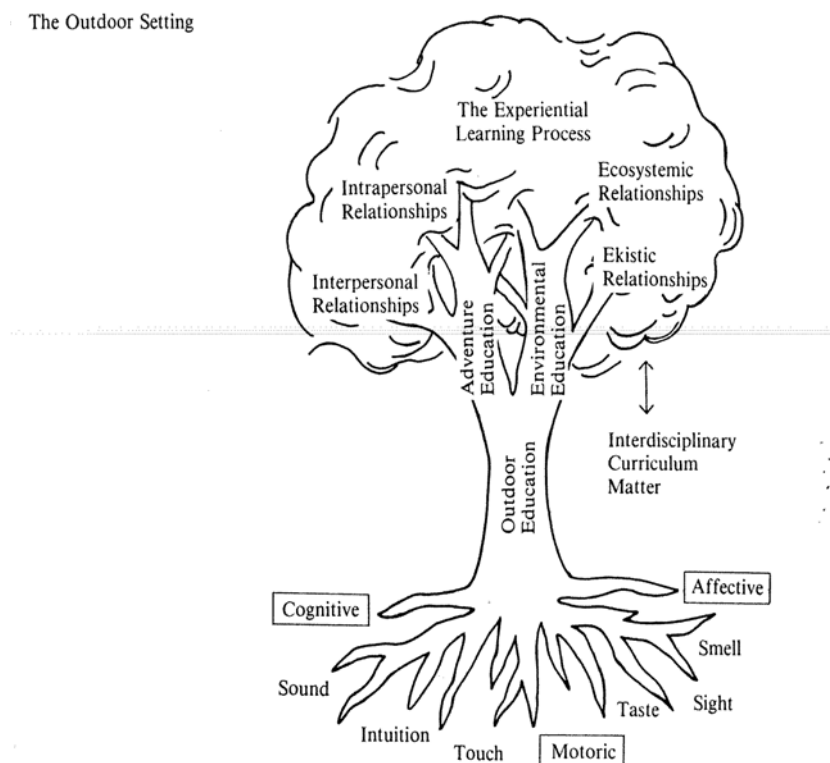 The Outdoor Setting
The Experiential
Learning Process
Intrapersonal
Relationships
Ecosystemic
Relationships
Interpersonal
Relationships
Ekistic
Relationships
Adventure
Education
Environmental
Education
Interdisciplinary
Curriculum
Matter
Outdoor
Education
Cognitive
Affective
Sound
Intuition
Touch
Motoric
Taste
Sight
Smell